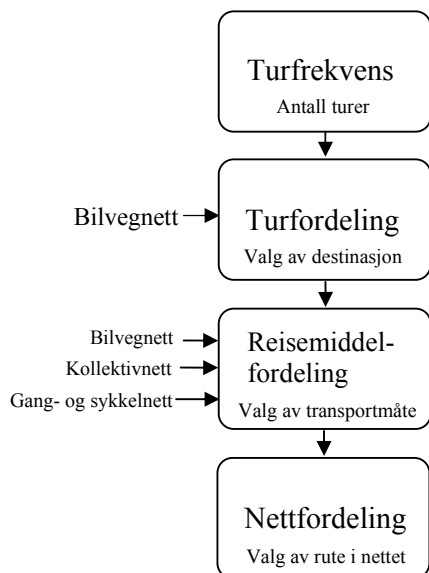 Turfrekvens
Antall turer
Bilvegnett
Turfordeling
Valg av destinasjon
Bilvegnett
Kollektivnett
Gang- og sykkelnett
Reisemiddel-
fordeling
Valg av transportmåte
Nettfordeling
Valg av rute i nettet